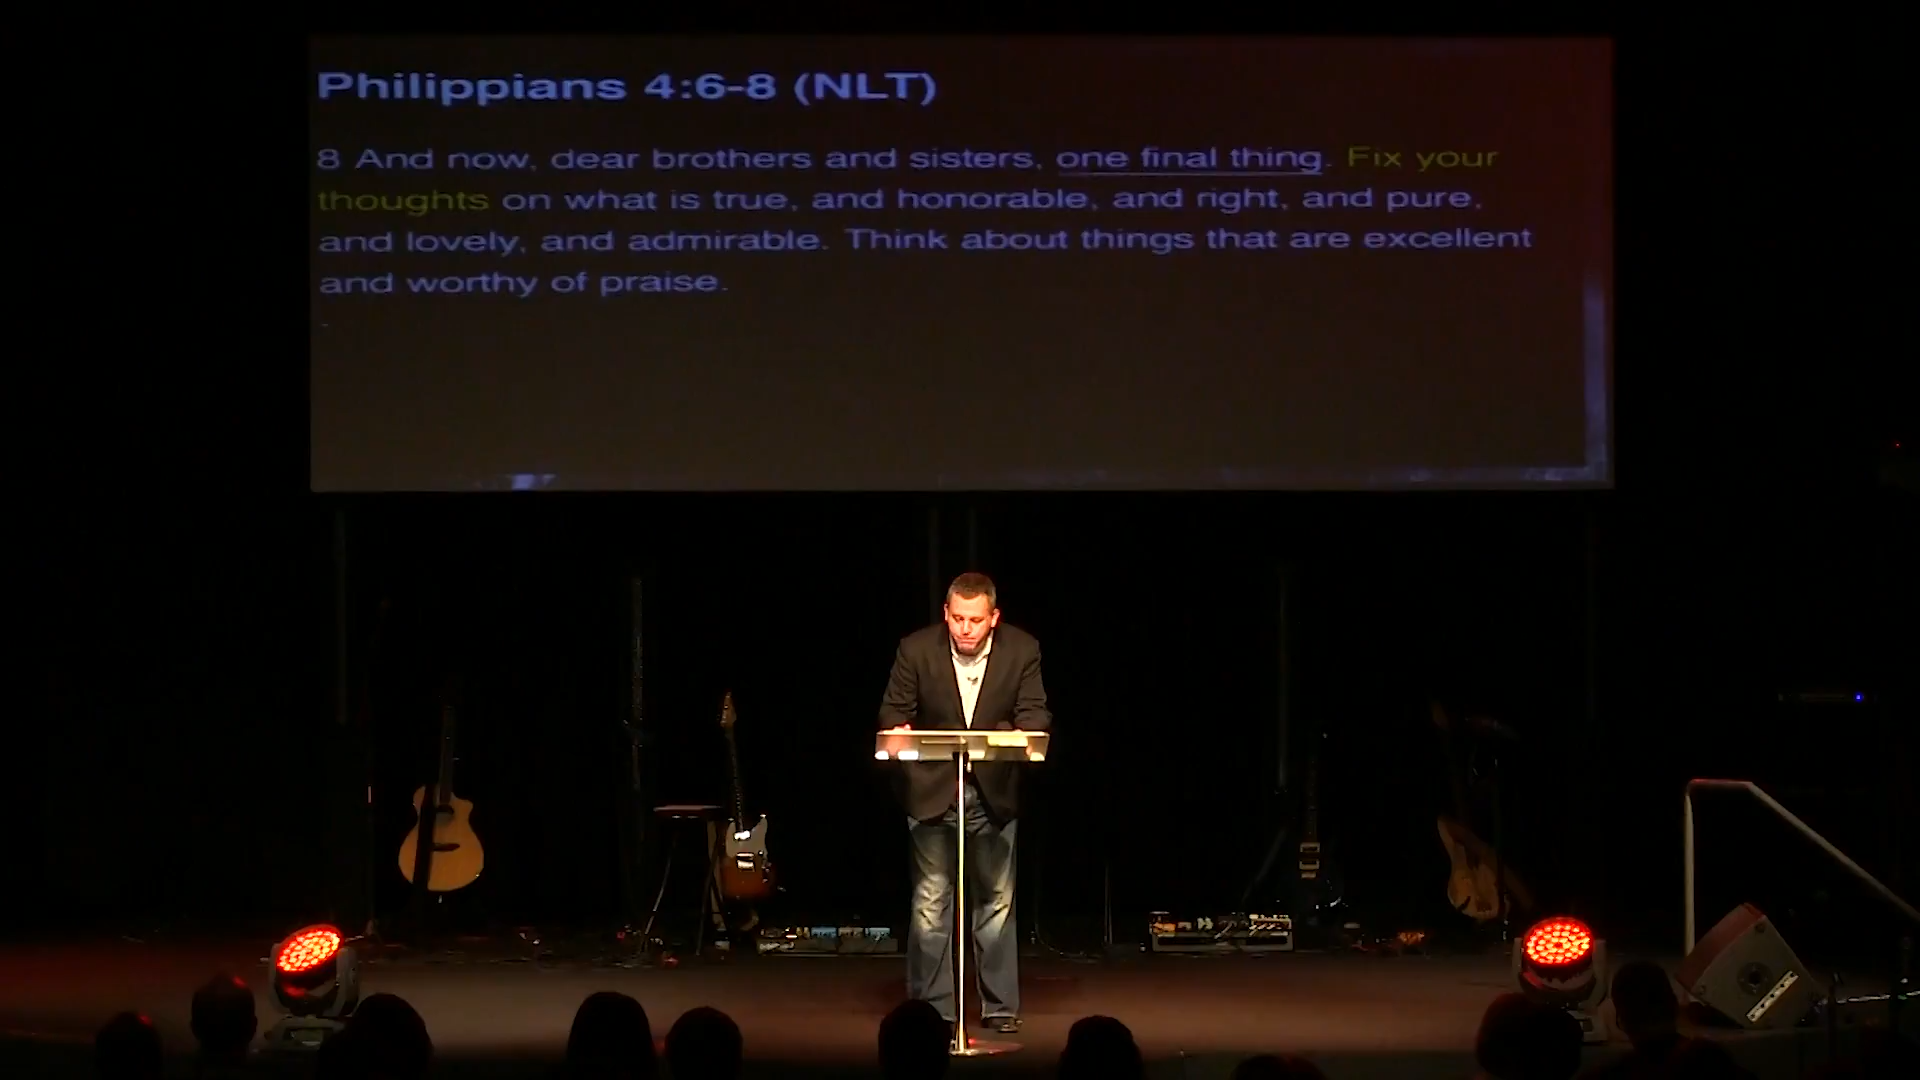 Philippians 4:6-8 (NLT)
8 And now, dear brothers and sisters, one final thing. Fix your
thoughts on what is true, and honorable, and right, and pure,
and lovely, and admirable. Think about things that are excellent
and worthy of praise.